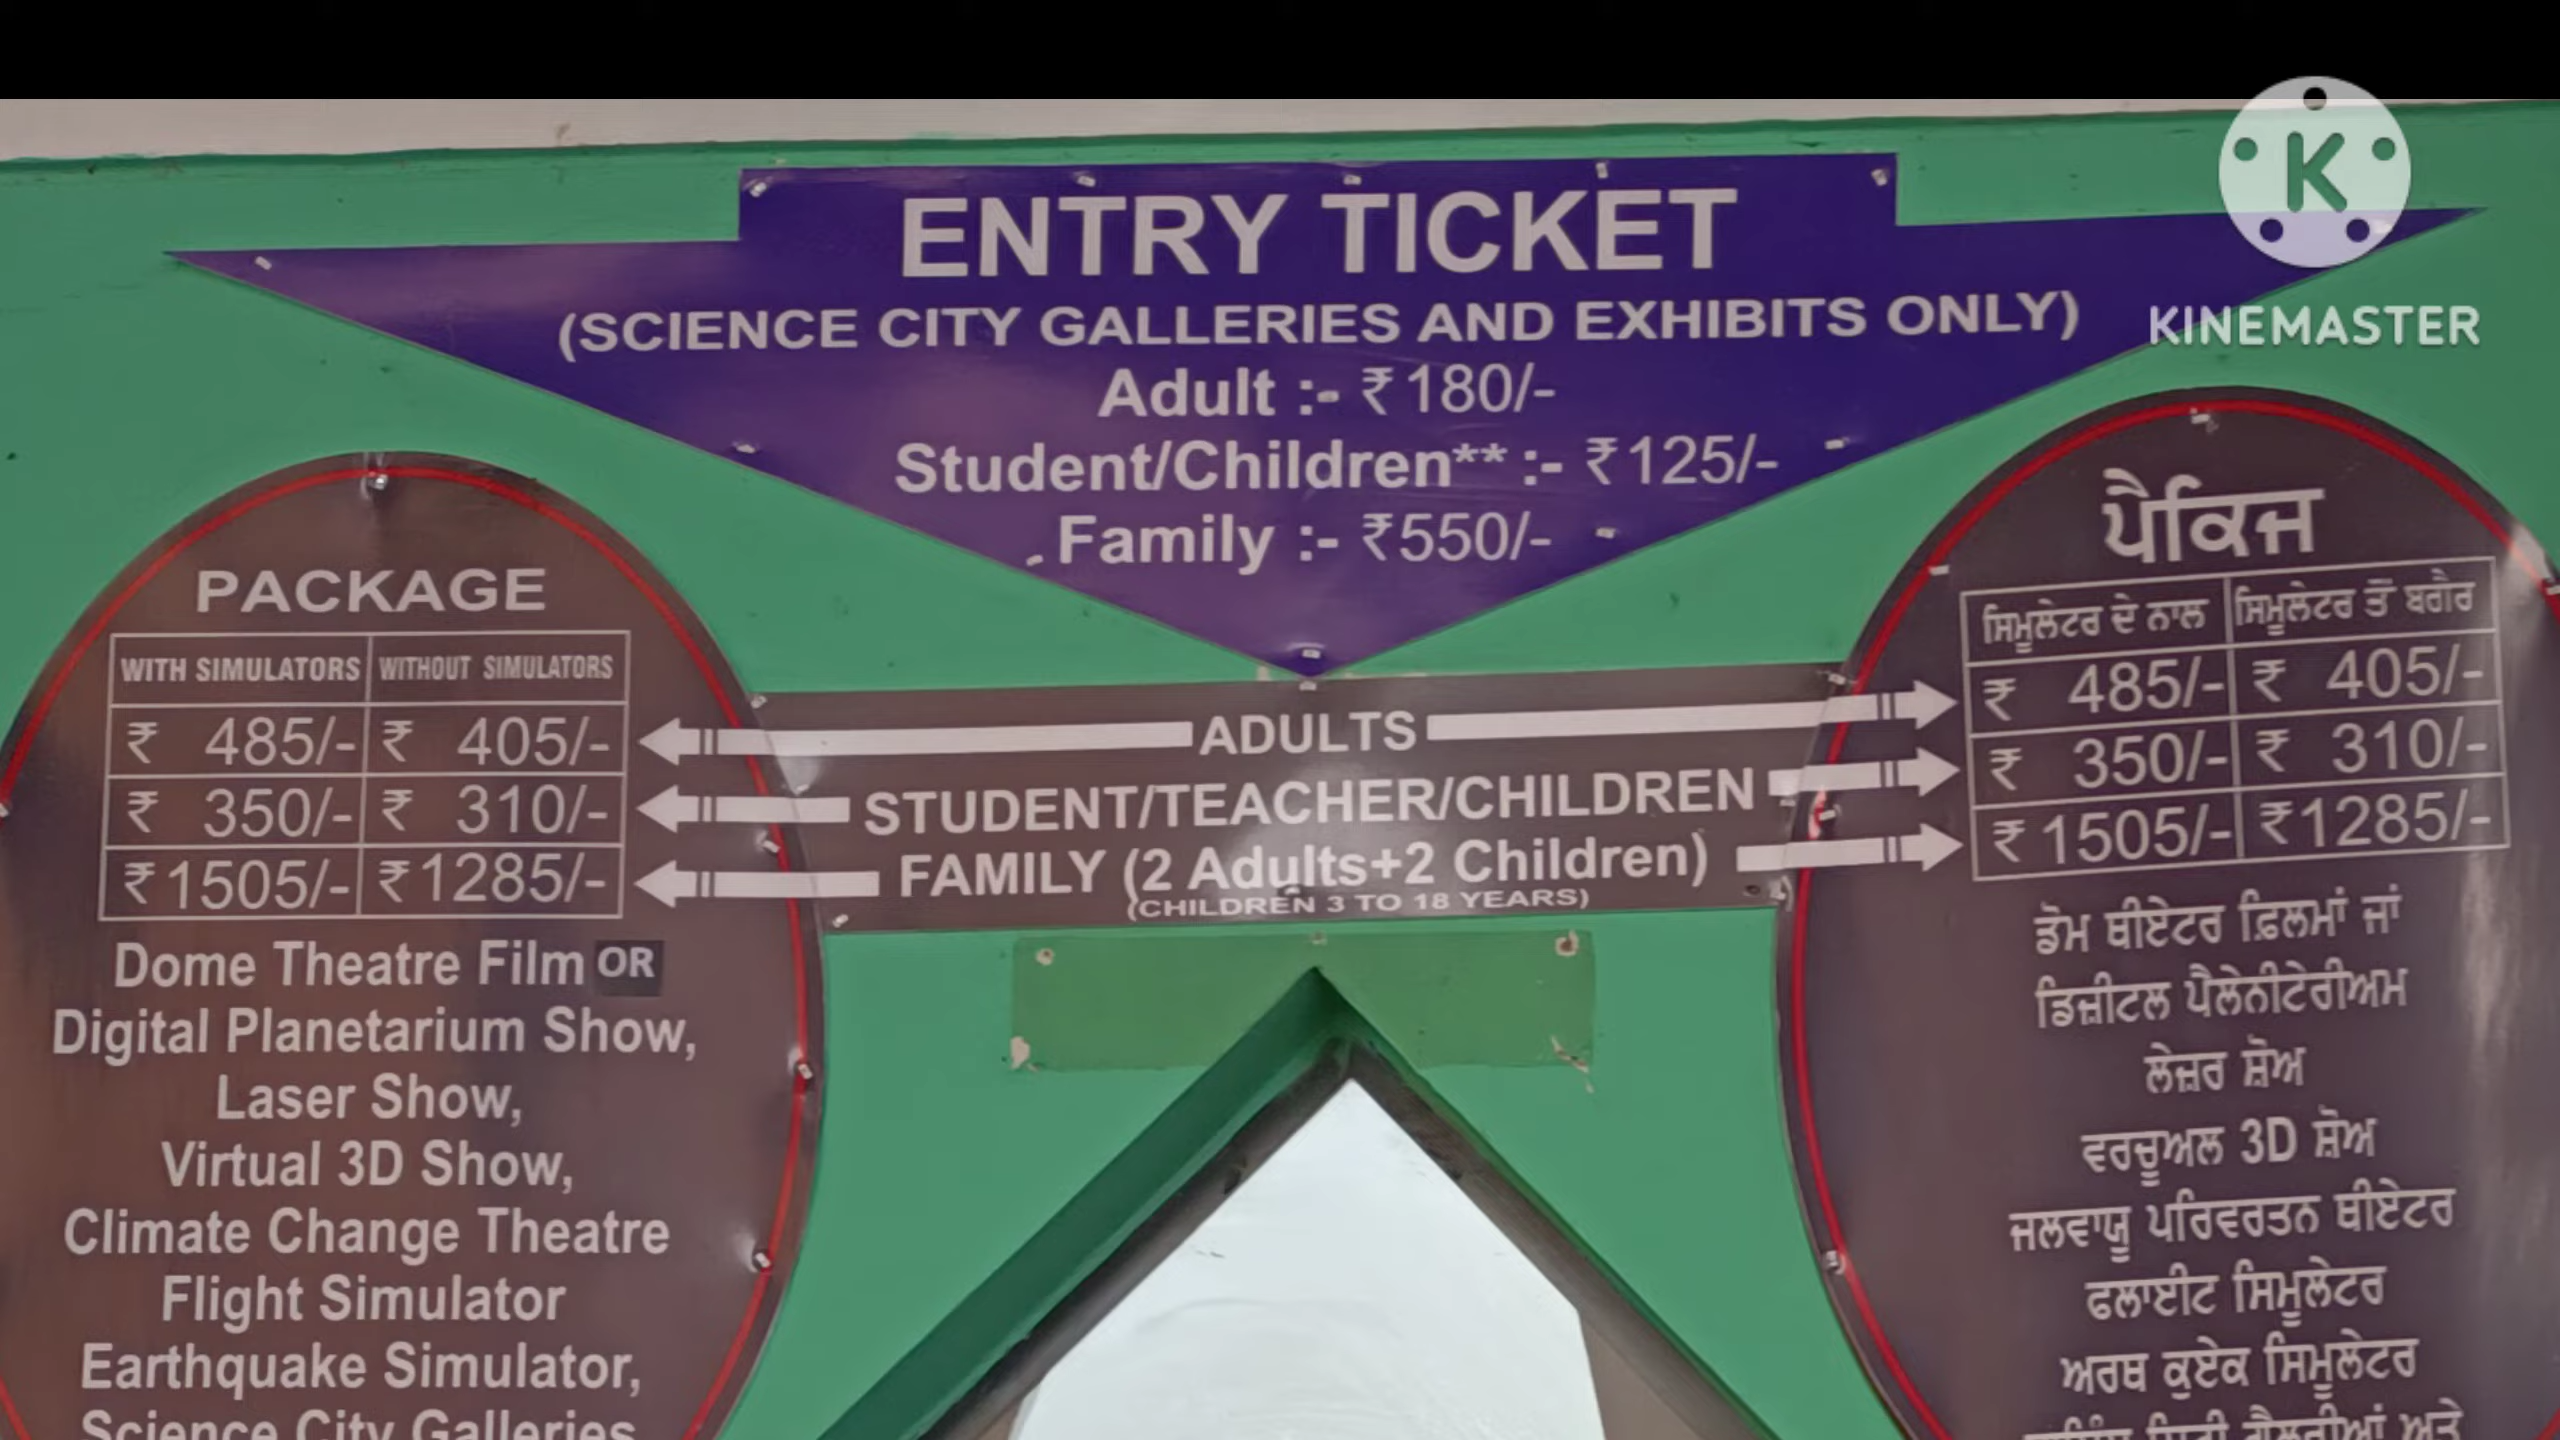 K
KINEMASTER
ENTRY TICKET
(SCIENCE CITY GALLERIES AND EXHIBITS ONLY)
Adult :- ₹180/-
Student/Children** :- ₹125/-
Family :- ₹550/-
PACKAGE
WITH SIMULATORS WITHOUT SIMULATORS
₹ 485/- ₹ 405/-
₹ 350/- ₹ 310/-
₹1505/- ₹1285/-
Dome Theatre Film OR
Digital Planetarium Show,
Laser Show,
Virtual 3D Show,
Climate Change Theatre
Flight Simulator
Earthquake Simulator,
Science City Galleries
ADULTS
STUDENT/TEACHER/CHILDREN
FAMILY (2 Adults+2 Children)
(CHILDREN 3 TO 18 YEARS)
ਪੈਕਿਜ
ਸਿਮੂਲੇਟਰ ਦੇ ਨਾਲ ਸਿਮੂਲੇਟਰ ਤੋਂ ਬਗੈਰ
₹ 485/- ₹ 405/-
₹ 350/- ₹ 310/-
₹1505/- ₹1285/-
ਡੋਮ ਥੀਏਟਰ ਫ਼ਿਲਮਾਂ ਜਾਂ
ਡਿਜ਼ੀਟਲ ਪੈਲੇਨੀਟੇਰੀਅਮ
ਲੇਜ਼ਰ ਸ਼ੋਅ
ਵਰਚੂਅਲ 3D ਸ਼ੋਅ
ਜਲਵਾਯੂ ਪਰਿਵਰਤਨ ਥੀਏਟਰ
ਫਲਾਈਟ ਸਿਮੂਲੇਟਰ
ਅਰਥ ਕੁਏਕ ਸਿਮੂਲੇਟਰ